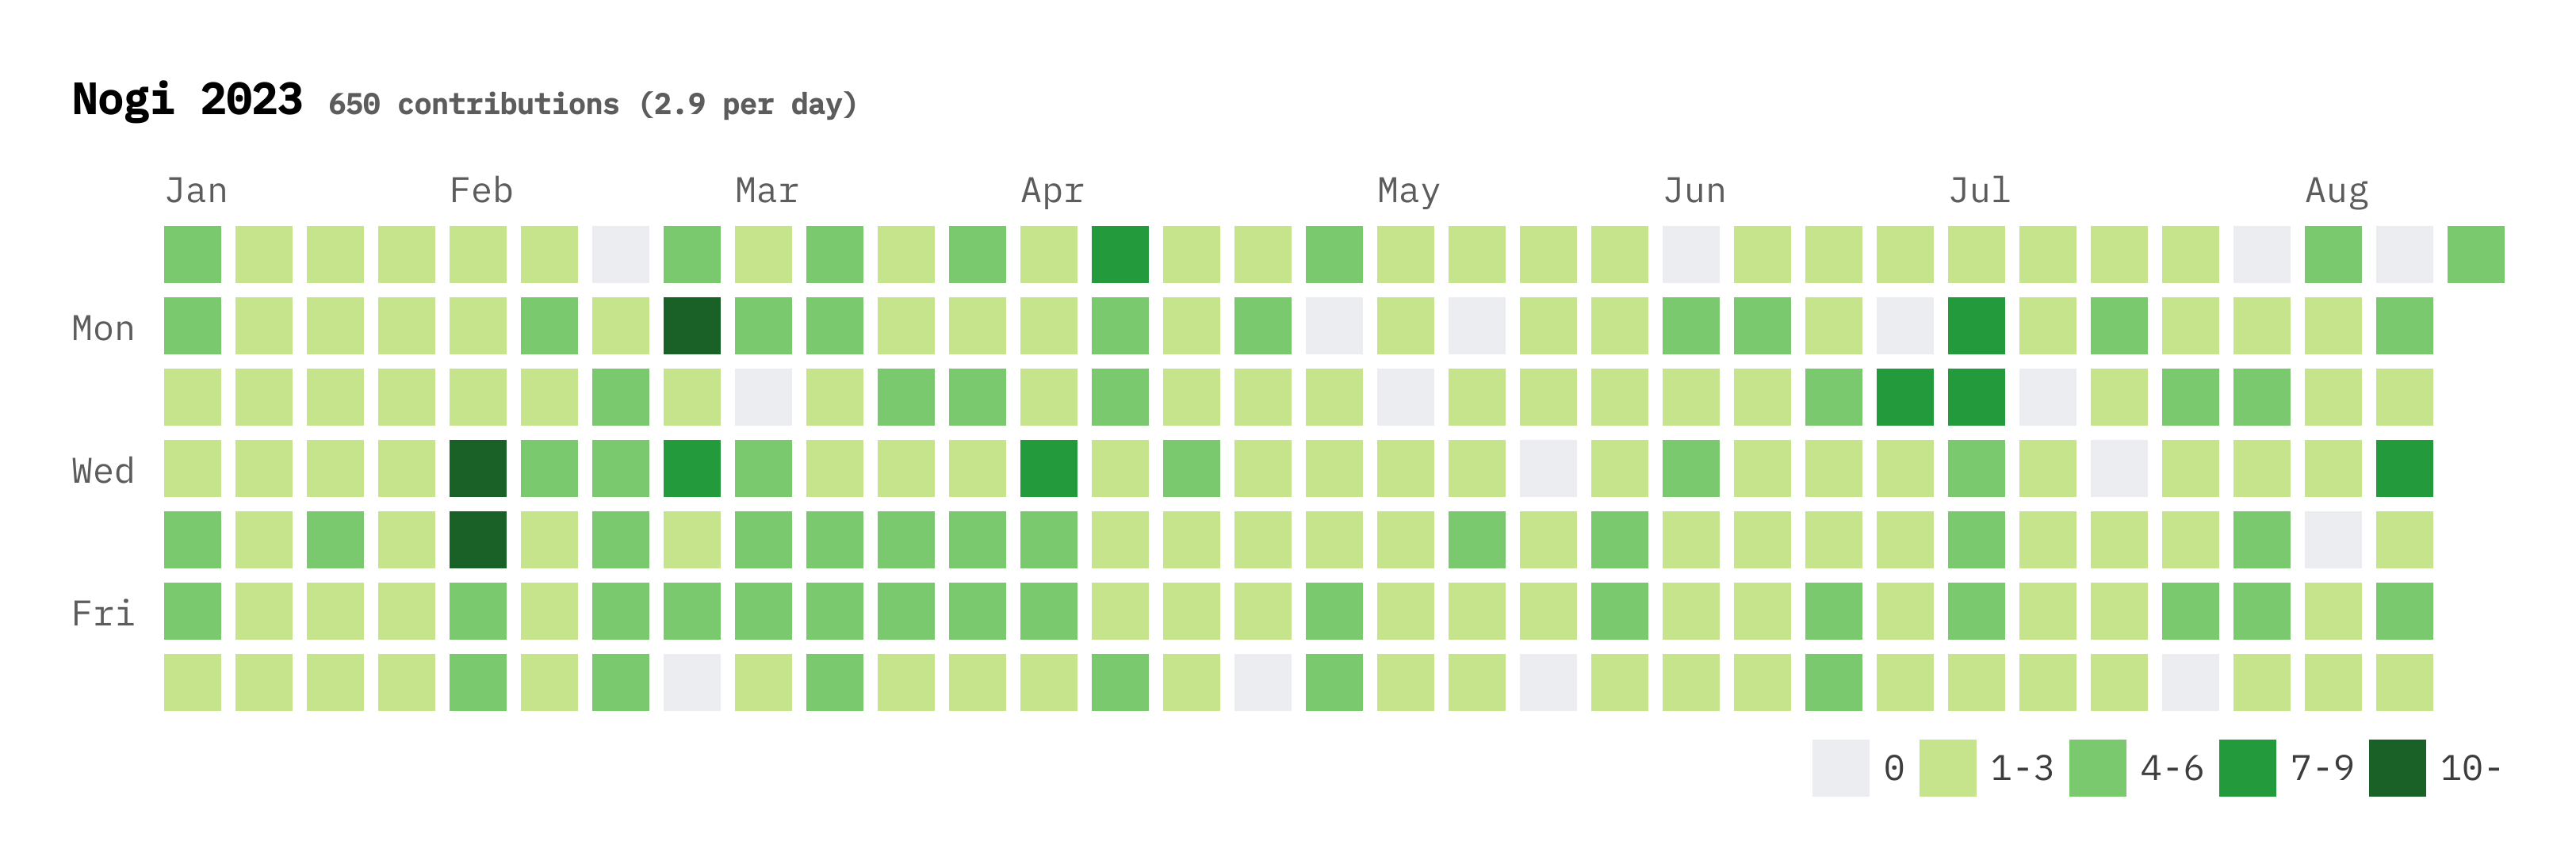 Nogi 2023 650 contributions (2.9 per day)
Jan Feb Mar Apr May Jun Jul Aug
Mon
Wed
Fri
0 1-3 4-6 7-9 10-